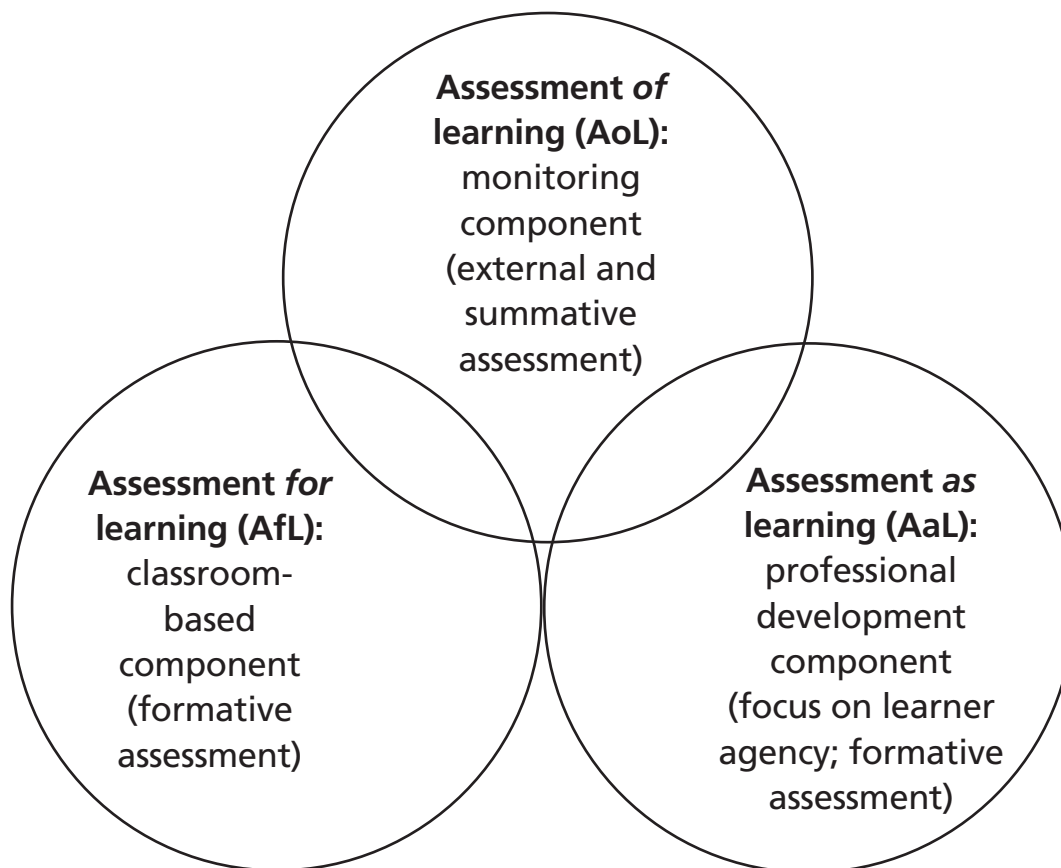 Assessment of
learning (AoL):
monitoring
component
(external and
summative
assessment)
Assessment for
learning (AfL):
classroom-
based
component
(formative
assessment)
Assessment as
learning (AaL):
professional
development
component
(focus on learner
agency; formative
assessment)